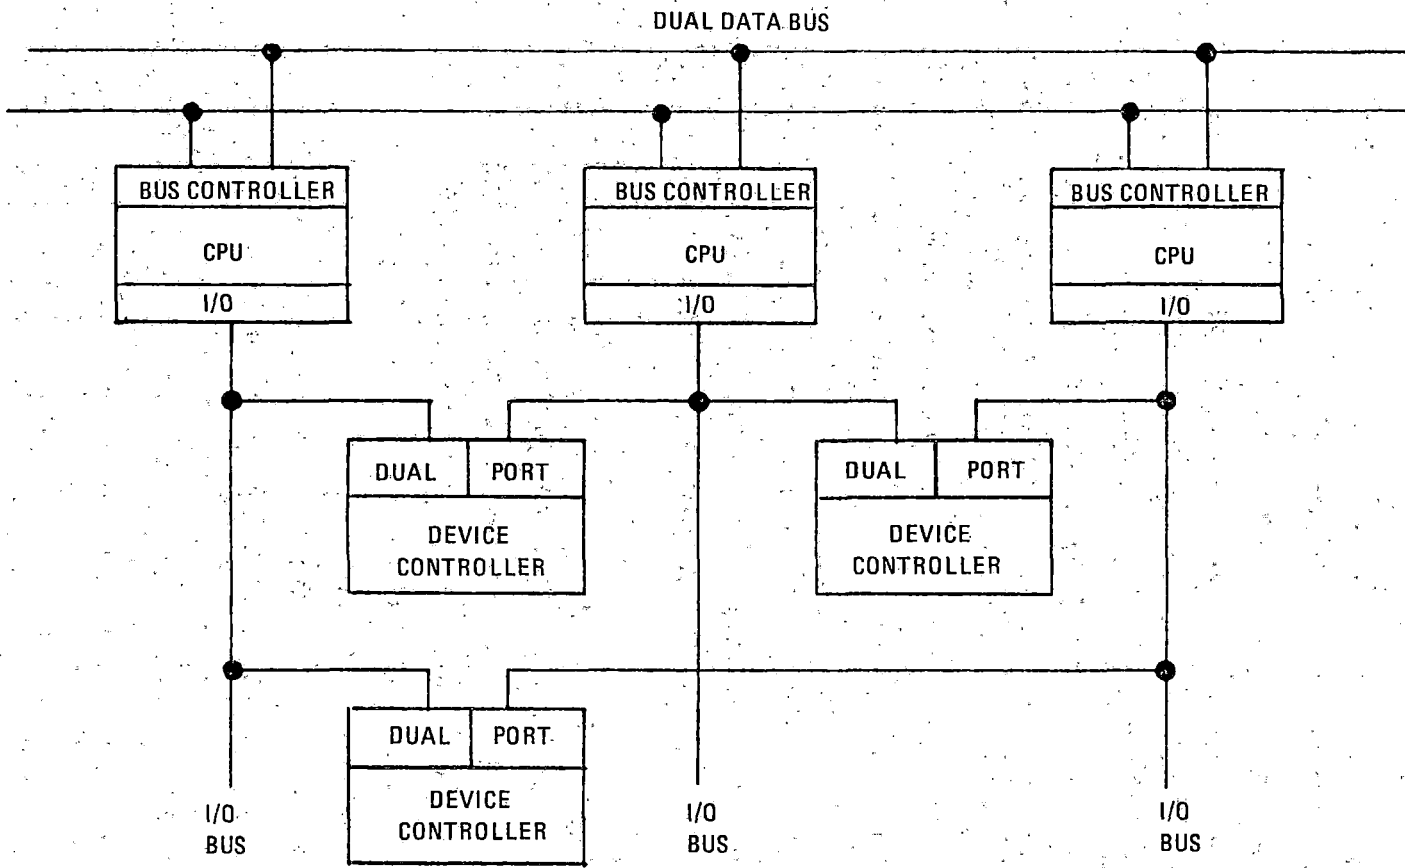 DUAL DATA BUS
BUS CONTROLLER
BUS CONTROLLER
BUS CONTROLLER
CPU
CPU
CPU
I/O
I/O
I/O
DUAL
PORT
DUAL
PORT
DEVICE
CONTROLLER
DEVICE
CONTROLLER
DUAL
PORT
DEVICE
CONTROLLER
I/O
BUS
I/O
BUS
I/O
BUS